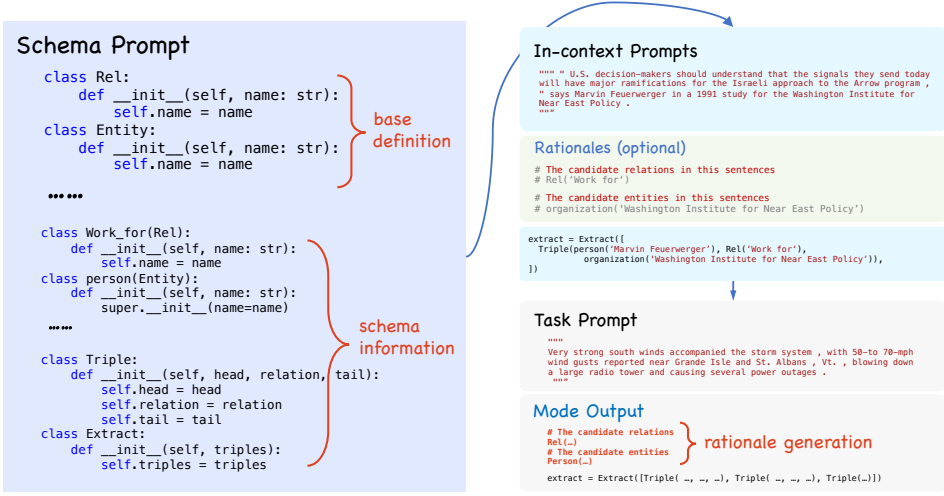 Schema Prompt
class Rel:
def __init__(self, name: str):
self.name = name
class Entity:
def __init__(self, name: str):
self.name = name
……
base
definition
class Work_for(Rel):
def __init__(self, name: str):
self.name = name
class person(Entity):
def __init__(self, name: str):
super.__init__(name=name)
……
class Triple:
def __init__(self, head, relation, tail):
self.head = head
self.relation = relation
self.tail = tail
class Extract:
def __init__(self, triples):
self.triples = triples
schema
information
In-context Prompts
""" " U.S. decision-makers should understand that the signals they send today
will have major ramifications for the Israeli approach to the Arrow program ,
" says Marvin Feuerwerger in a 1991 study for the Washington Institute for
Near East Policy .
"""
Rationales (optional)
# The candidate relations in this sentences
# Rel('Work for')
# The candidate entities in this sentences
# organization('Washington Institute for Near East Policy')
extract = Extract([
Triple(person('Marvin Feuerwerger'), Rel('Work for'),
organization('Washington Institute for Near East Policy')),
])
Task Prompt
"""
Very strong south winds accompanied the storm system , with 50-to 70-mph
wind gusts reported near Grande Isle and St. Albans , Vt. , blowing down
a large radio tower and causing several power outages .
"""
Mode Output
# The candidate relations
Rel(…)
# The candidate entities
Person(…)
rationale generation
extract = Extract([Triple( …, …, …), Triple( …, …, …), Triple(…)])